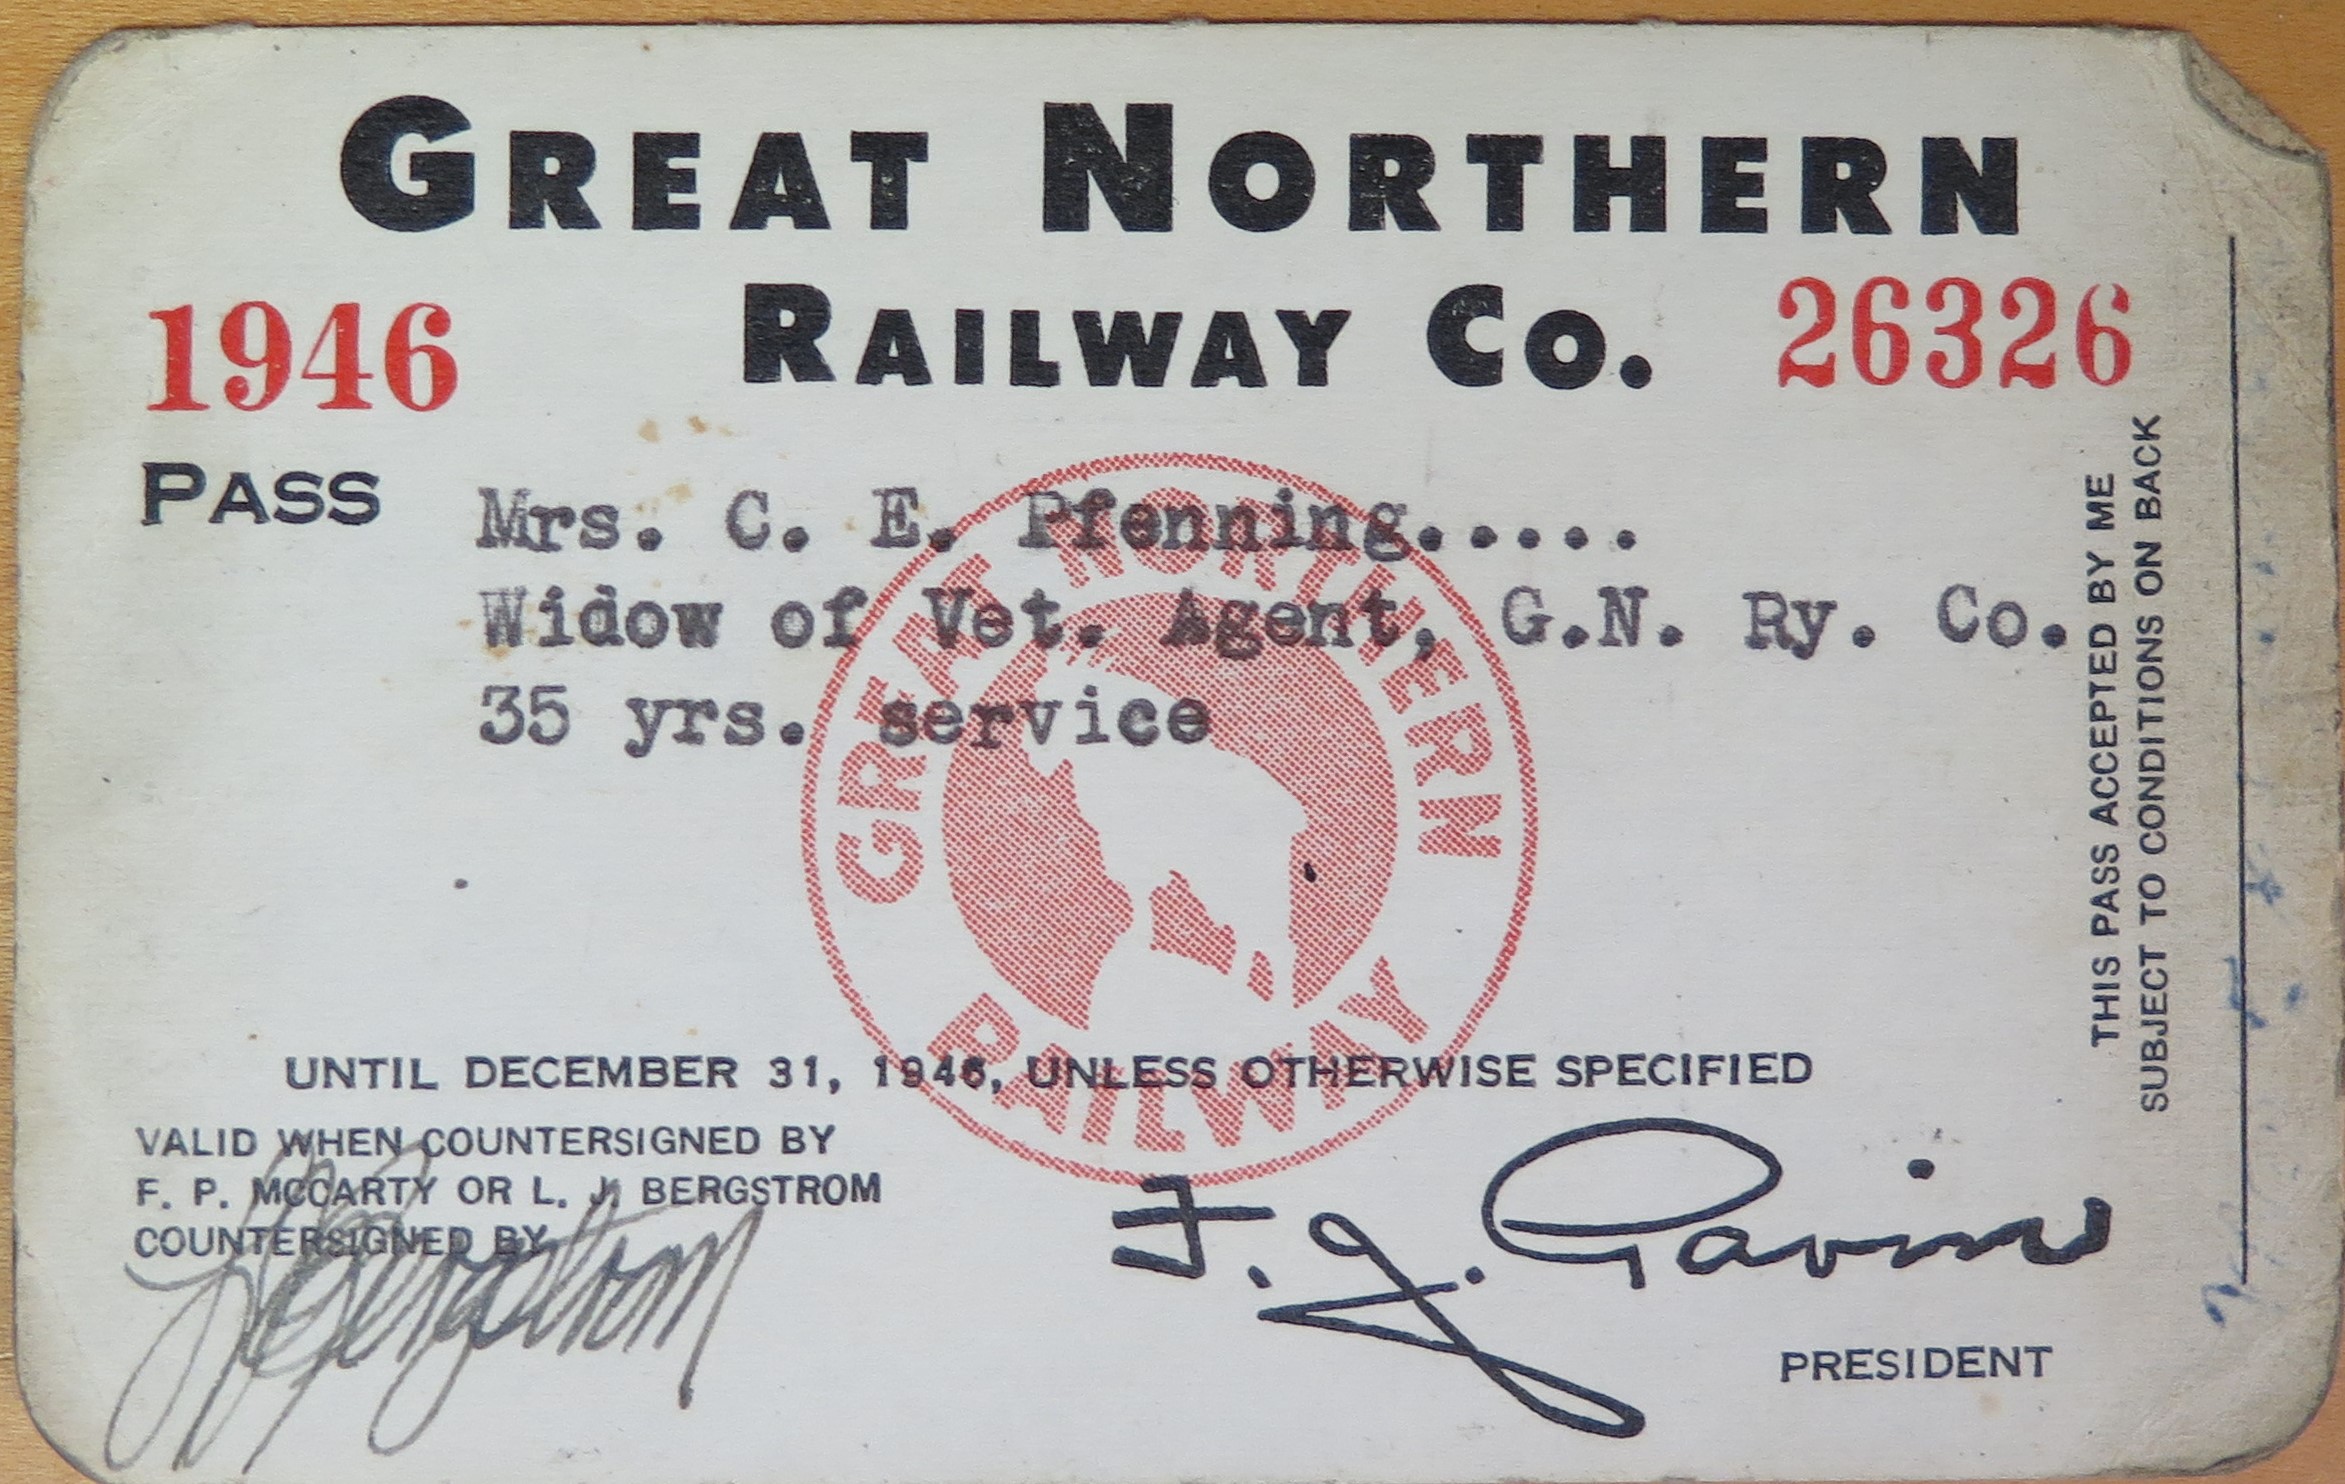 GREAT NORTHERN
RAILWAY CO.
1946
26326
PASS
Mrs. C. E. Pfenning.....
Widow of Vet. Agent, G.N. Ry. Co.
35 yrs. service
GREAT NORTHERN
RAILWAY
UNTIL DECEMBER 31, 1946, UNLESS OTHERWISE SPECIFIED
VALID WHEN COUNTERSIGNED BY
F. P. MCCARTY OR L. J. BERGSTROM
COUNTERSIGNED BY
L J Bergstrom
F. J. Gavin
PRESIDENT
THIS PASS ACCEPTED BY ME
SUBJECT TO CONDITIONS ON BACK